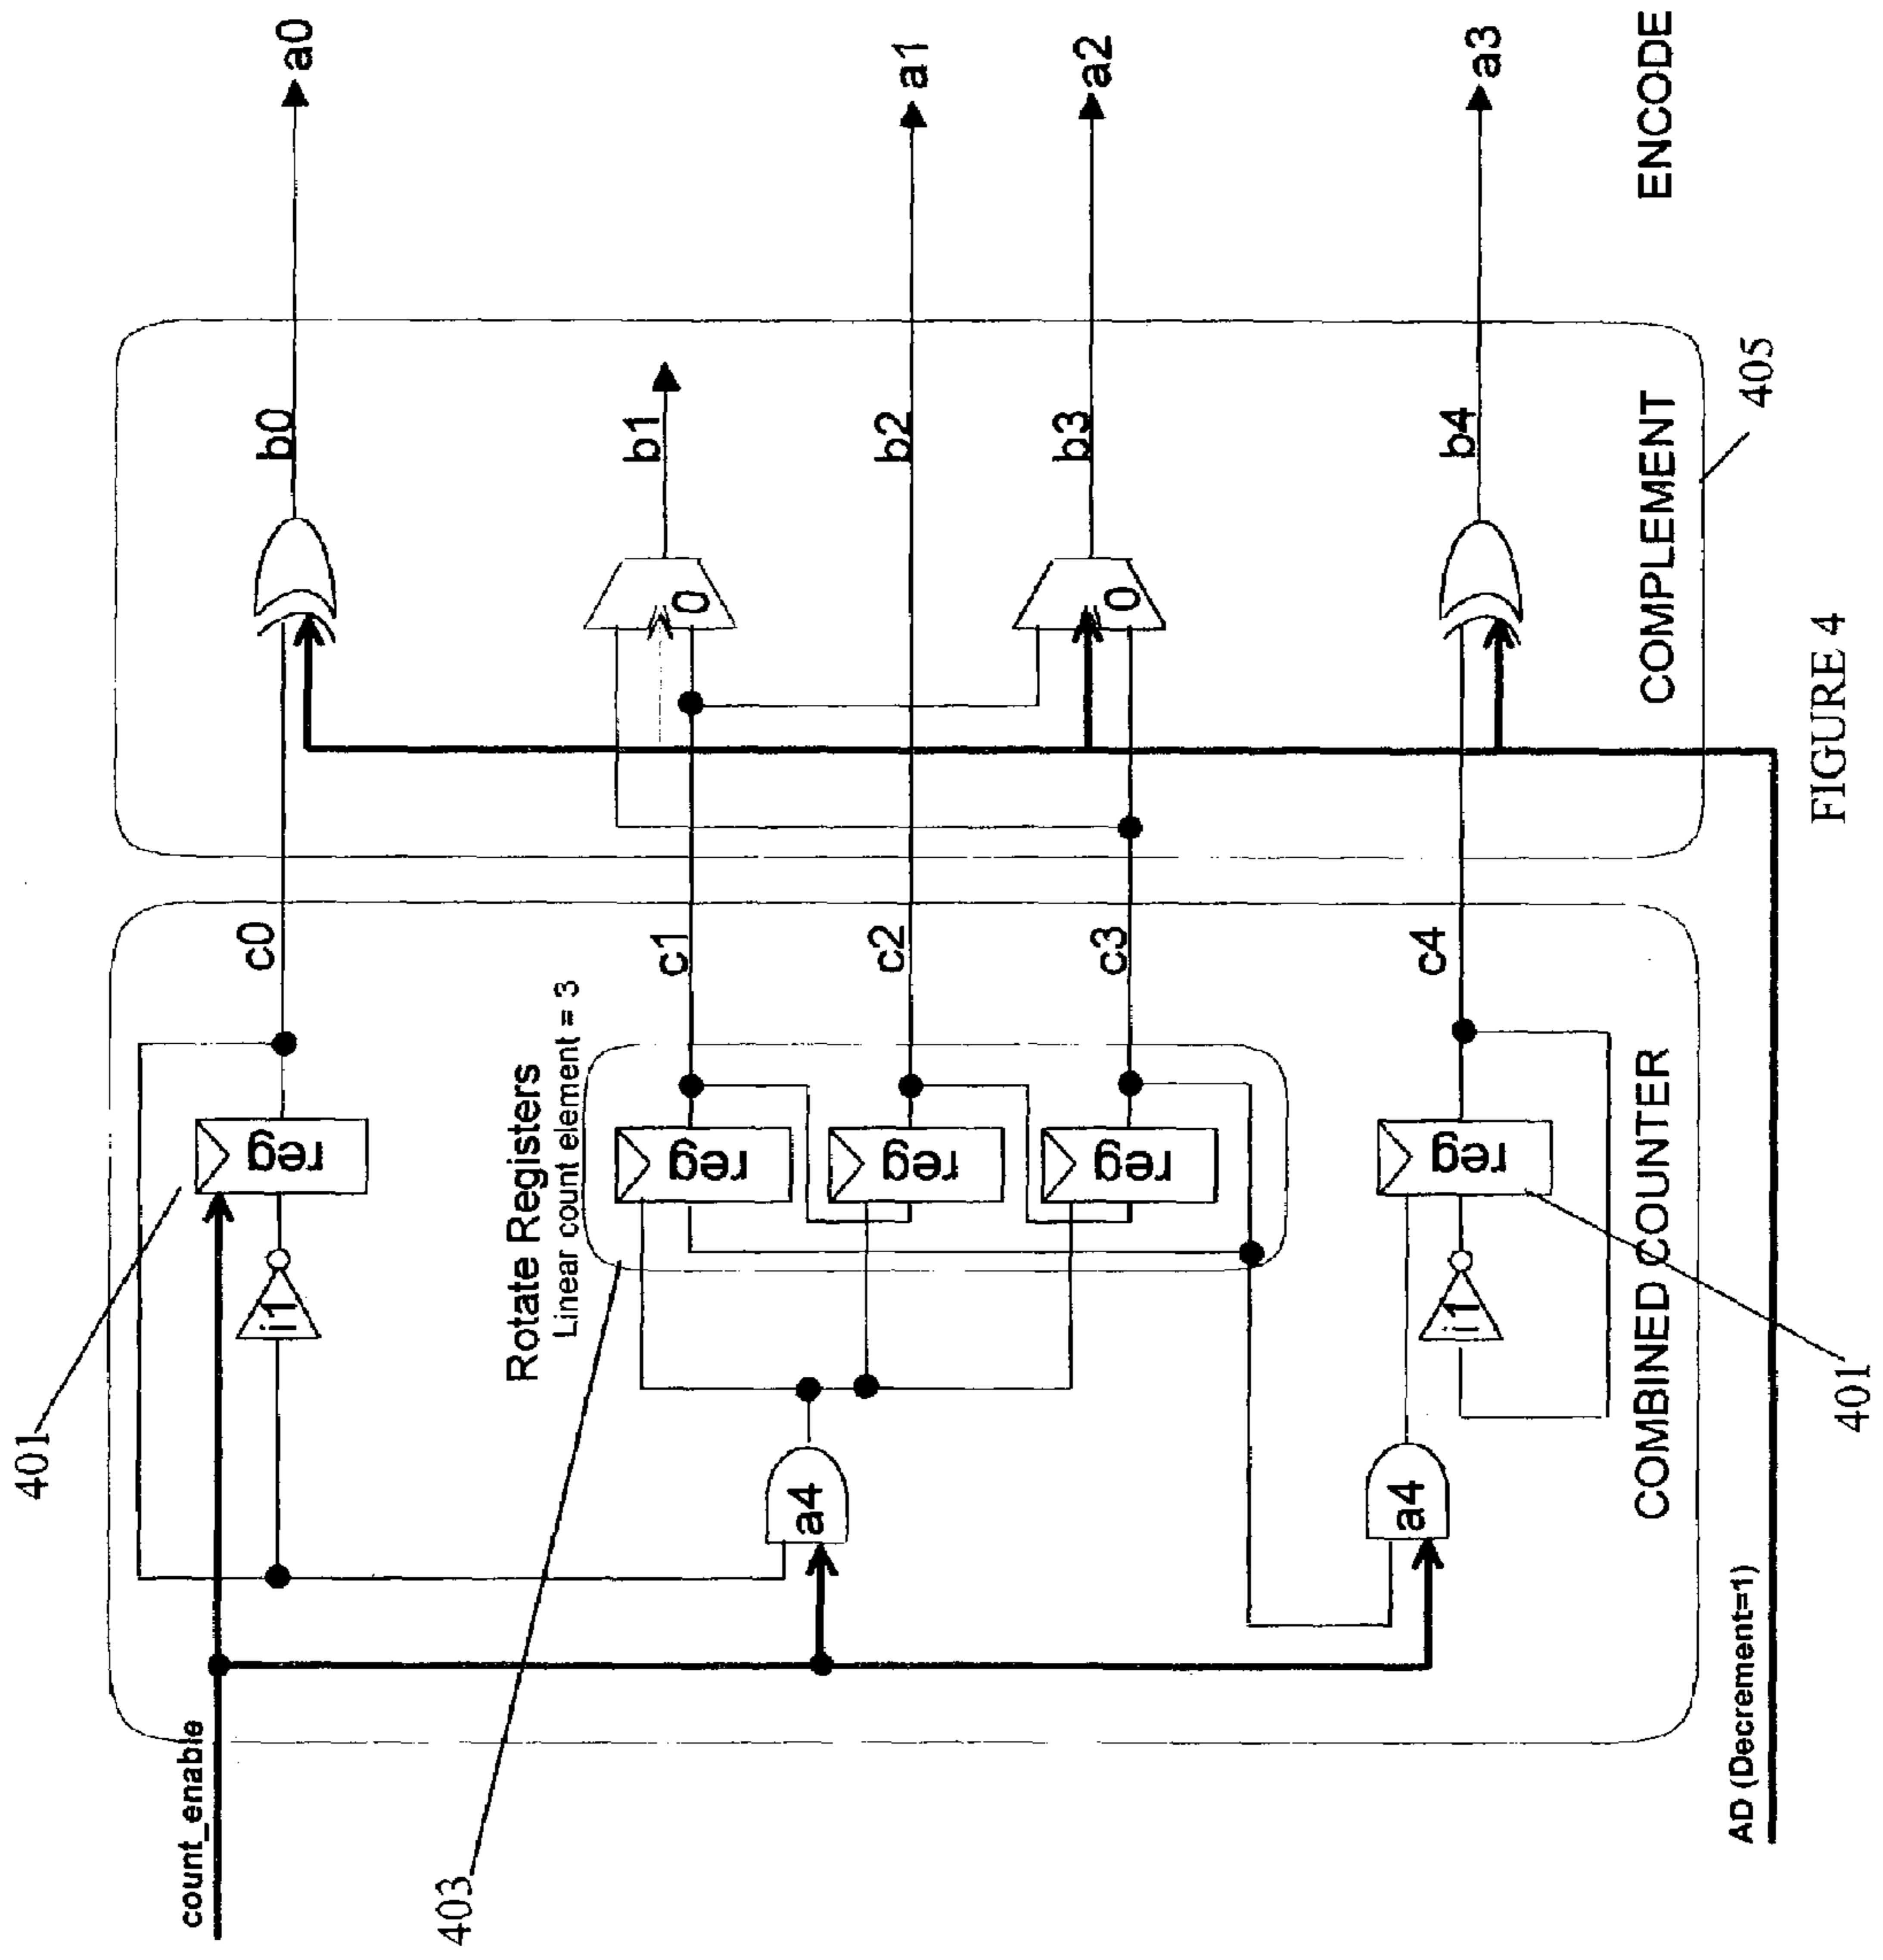 401
count_enable
i1
reg
c0
b0
a0
403
Rotate Registers
Linear count element = 3
a4
reg
reg
reg
c1
c2
c3
0
0
b1
b2
b3
a1
a2
a4
i1
reg
c4
b4
a3
401
COMBINED COUNTER
COMPLEMENT
ENCODE
405
AD (Decrement=1)
FIGURE 4